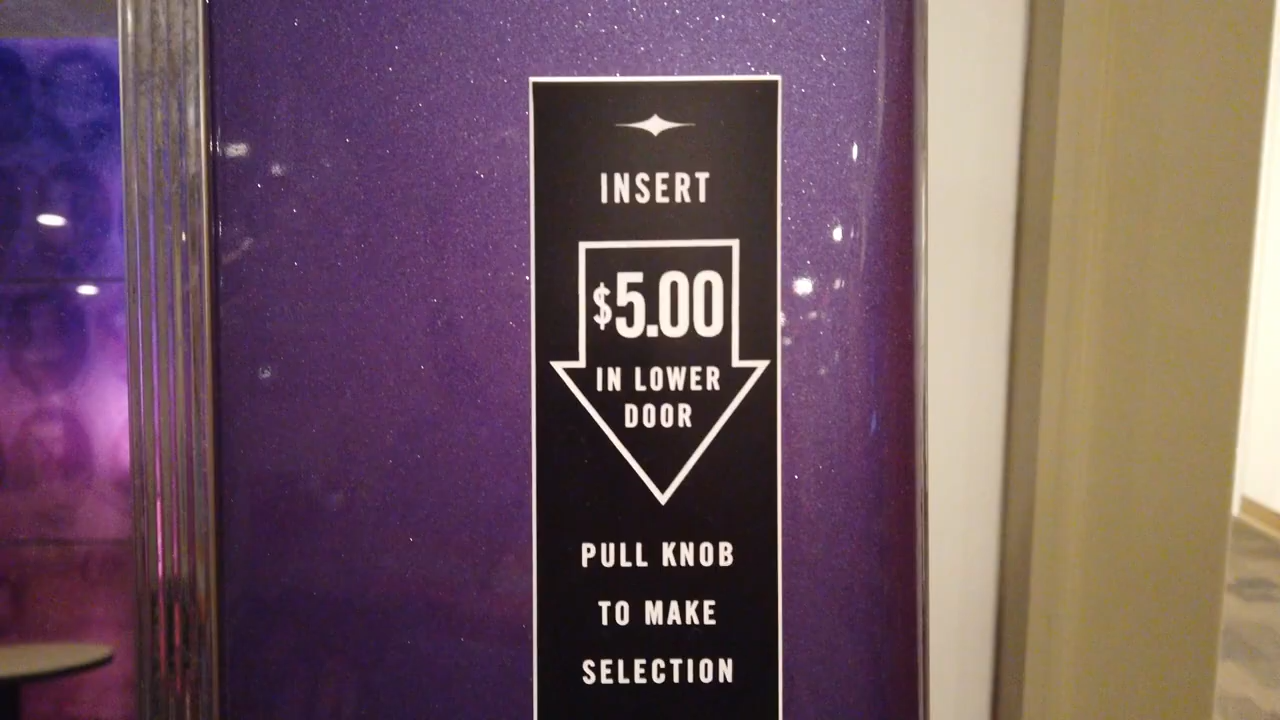 INSERT
$5.00
IN LOWER
DOOR
PULL KNOB
TO MAKE
SELECTION